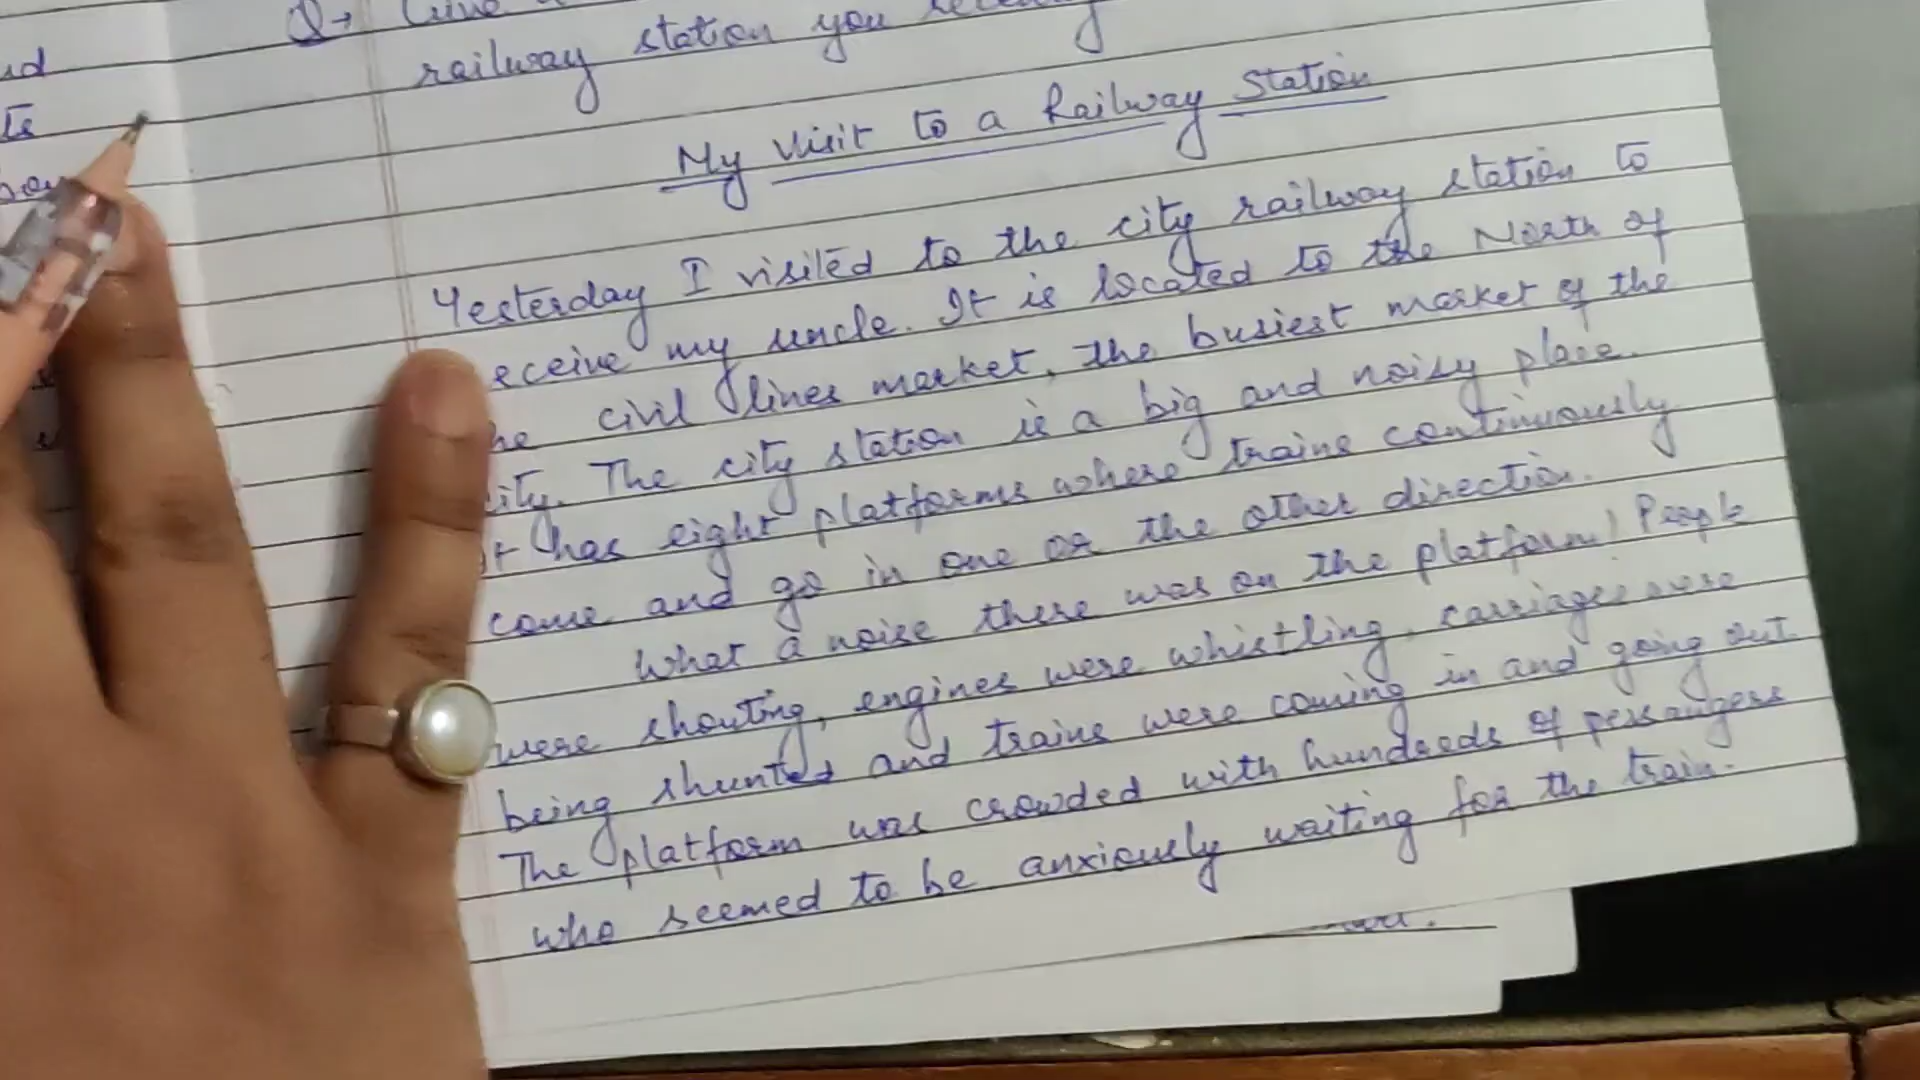 Q→ Give a
railway station you
My Visit to a Railway Station
Yesterday I visited to the city railway station to
eceive my uncle. It is located to the North of
he civil lines market, the busiest market of the
ity. The city station is a big and noisy place.
It has eight platforms where trains continuously
come and go in one or the other direction.
What a noise there was on the platform! People
were shouting, engines were whistling, carriages were
being shunted and trains were coming in and going out.
The platform was crowded with hundreds of passangers
who seemed to be anxiously waiting for the train.